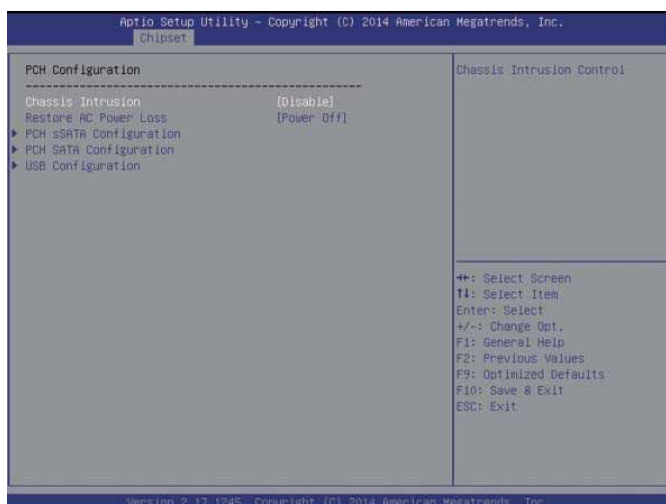 Aptio Setup Utility – Copyright (C) 2014 American Megatrends, Inc.
Chipset
PCH Configuration
Chassis Intrusion [Disable]
Restore AC Power Loss [Power Off]
PCH sSATA Configuration
PCH SATA Configuration
USB Configuration
Chassis Intrusion Control
→←: Select Screen
↑↓: Select Item
Enter: Select
+/-: Change Opt.
F1: General Help
F2: Previous Values
F9: Optimized Defaults
F10: Save & Exit
ESC: Exit
Version 2.17.1245. Copyright (C) 2014 American Megatrends, Inc.